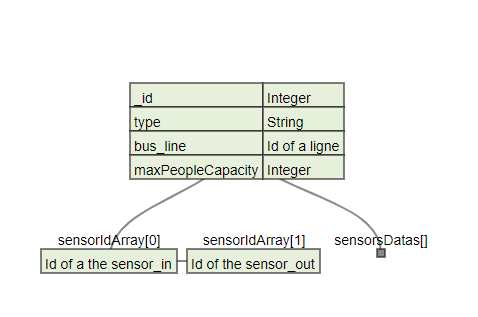 _id Integer
type String
bus_line Id of a ligne
maxPeopleCapacity Integer
sensorIdArray[0] sensorIdArray[1] sensorsDatas[]
Id of a the sensor_in Id of the sensor_out